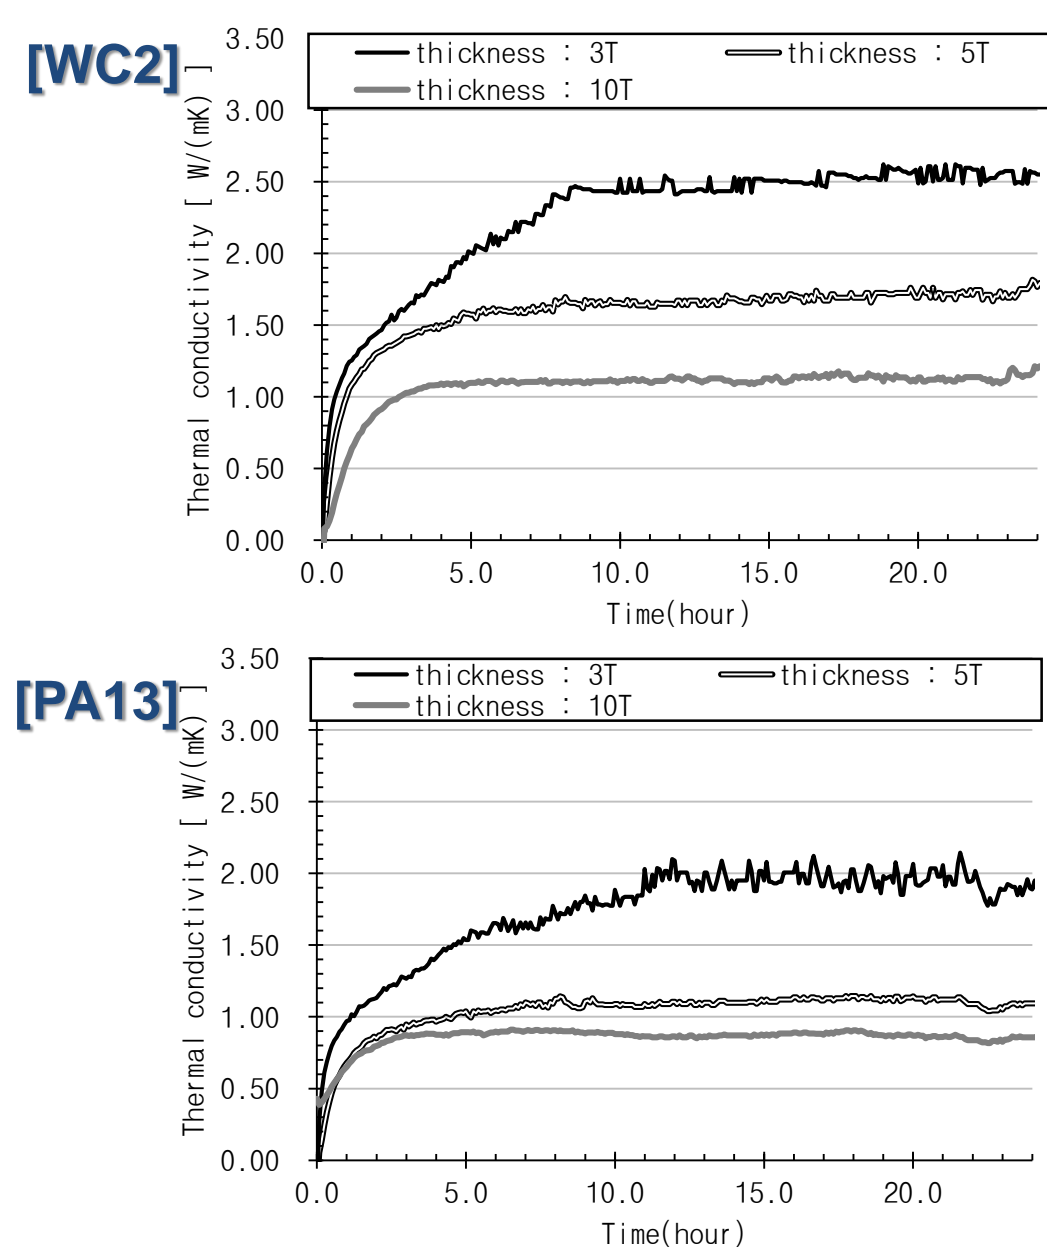 [WC2]
thickness : 3T
thickness : 5T
thickness : 10T
Thermal conductivity [ W/(mK) ]
3.50
3.00
2.50
2.00
1.50
1.00
0.50
0.00
0.0
5.0
10.0
15.0
20.0
Time(hour)
[PA13]
thickness : 3T
thickness : 5T
thickness : 10T
Thermal conductivity [ W/(mK) ]
3.50
3.00
2.50
2.00
1.50
1.00
0.50
0.00
0.0
5.0
10.0
15.0
20.0
Time(hour)